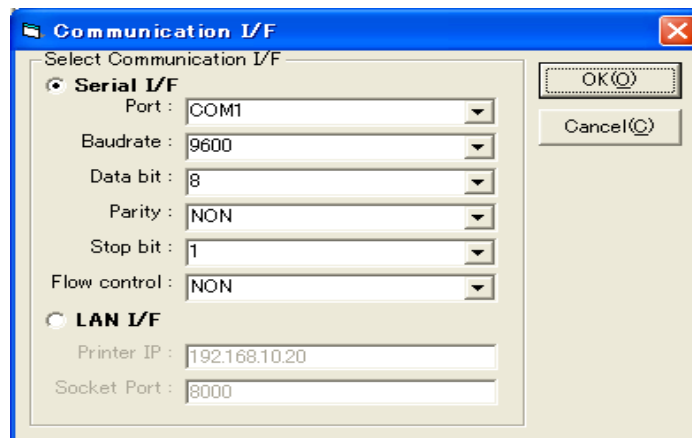 Communication I/F
Select Communication I/F
Serial I/F
Port : COM1
Baudrate : 9600
Data bit : 8
Parity : NON
Stop bit : 1
Flow control : NON
LAN I/F
Printer IP : 192.168.10.20
Socket Port : 8000
OK(O)
Cancel(C)